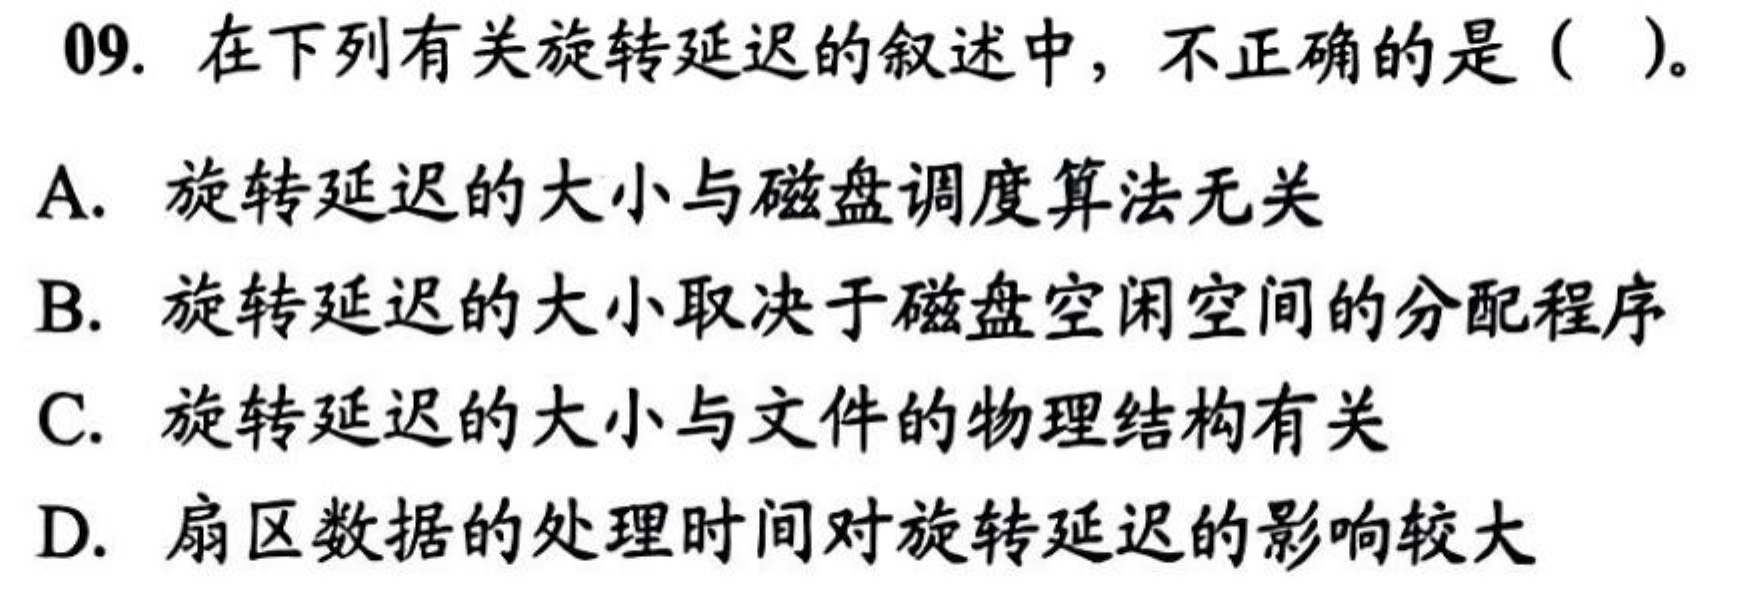 09. 在下列有关旋转延迟的叙述中，不正确的是（ ）。
A. 旋转延迟的大小与磁盘调度算法无关
B. 旋转延迟的大小取决于磁盘空闲空间的分配程序
C. 旋转延迟的大小与文件的物理结构有关
D. 扇区数据的处理时间对旋转延迟的影响较大